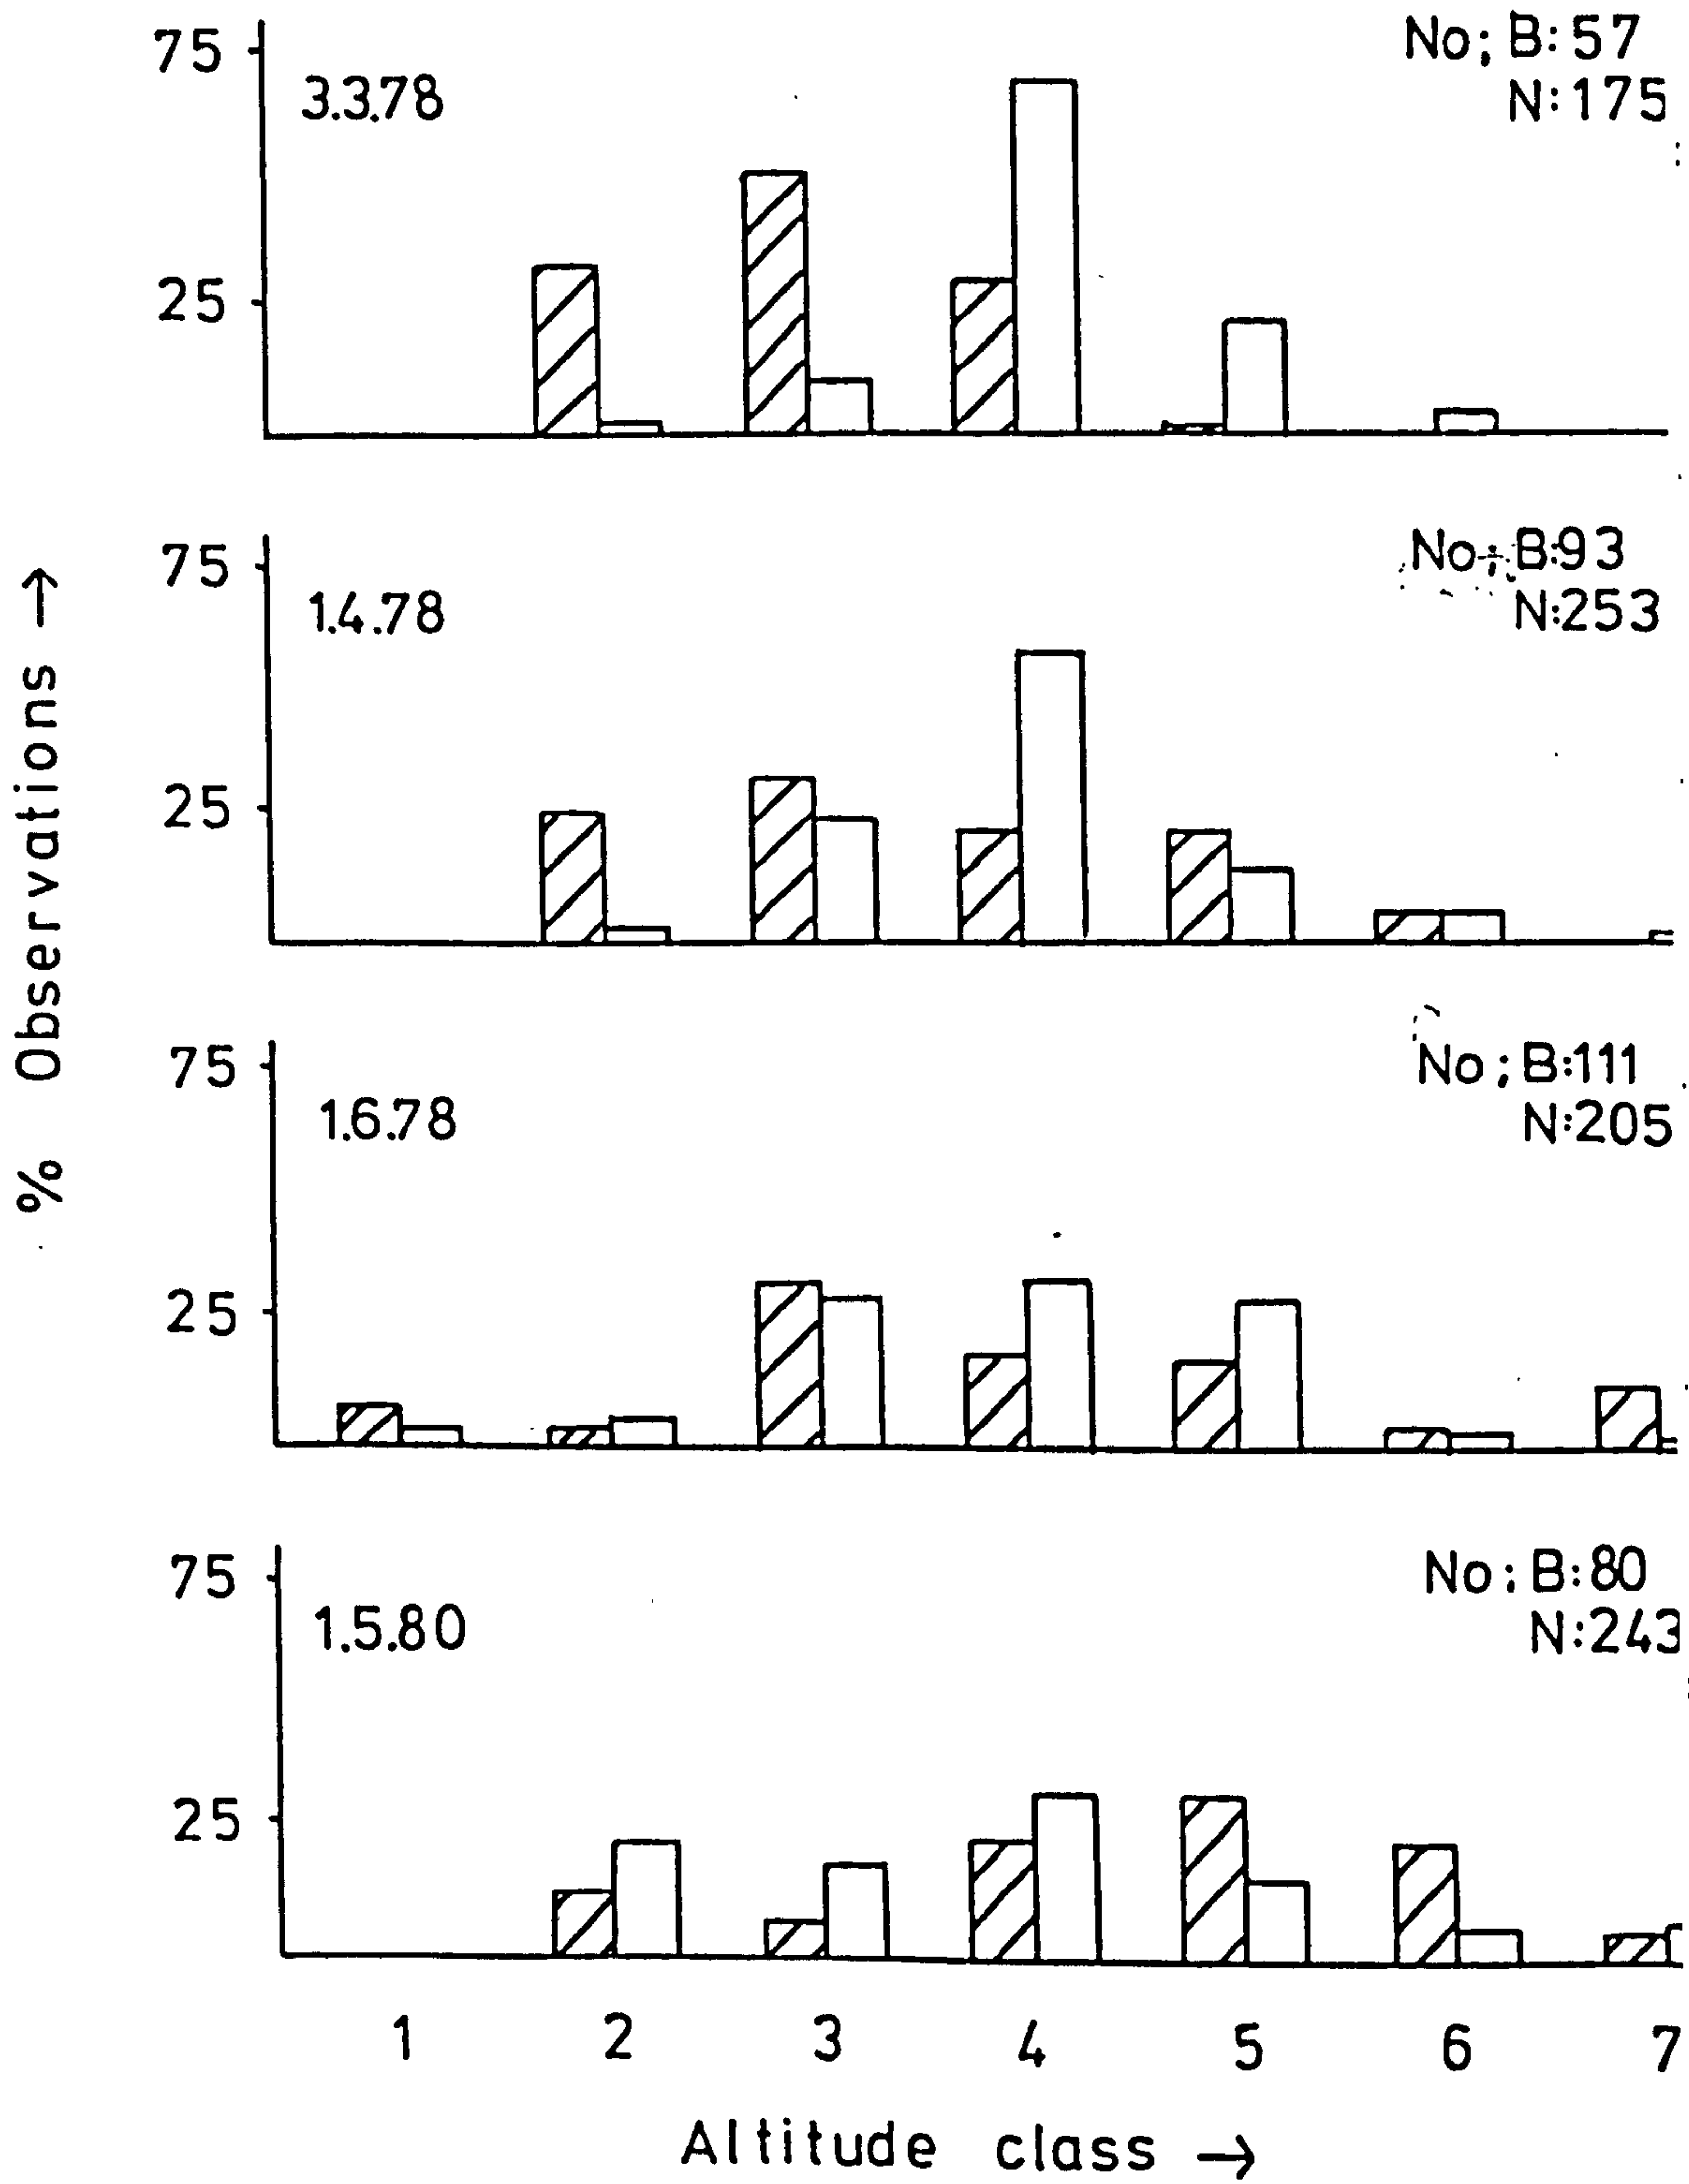 75
No; B: 57
3.3.78
N: 175
25
75
No; B:93
1.4.78
N:253
25
75
No; B:111
1.6.78
N:205
25
75
No; B: 80
1.5.80
N:243
25
% Observations →
1 2 3 4 5 6 7
Altitude class →